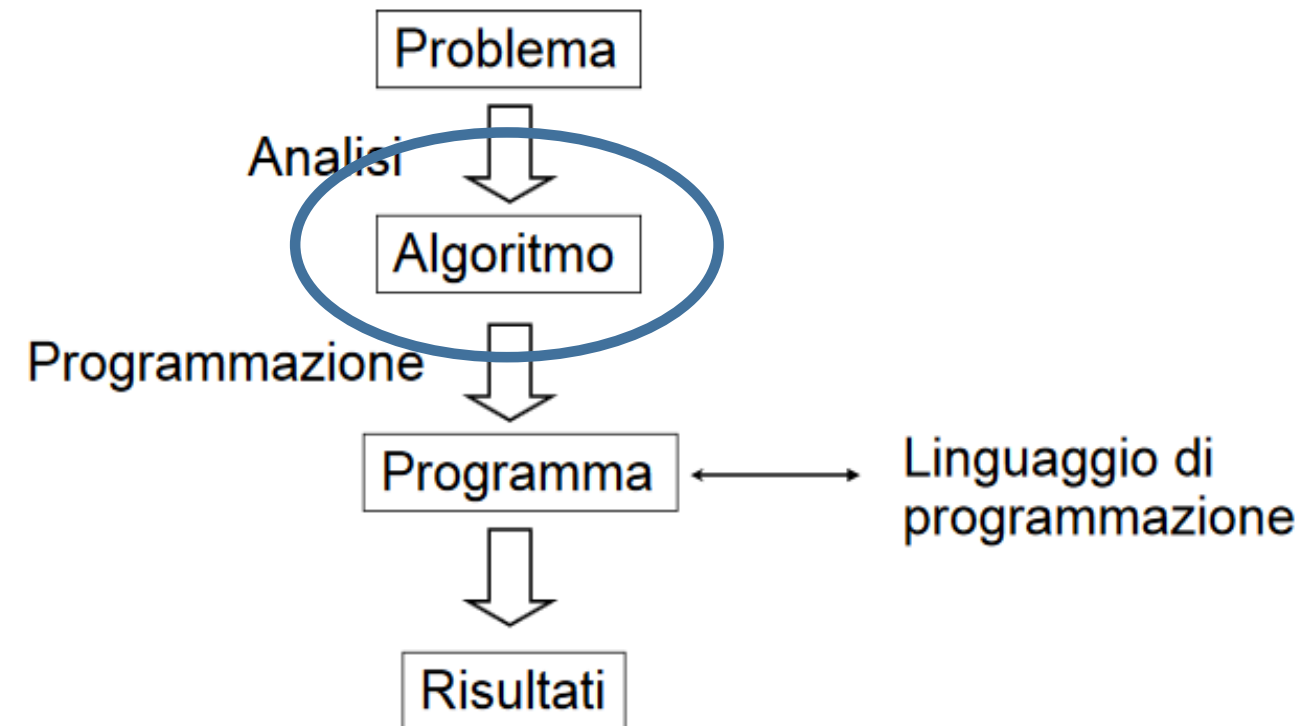 Problema
Analisi
Algoritmo
Programmazione
Programma
Linguaggio di
programmazione
Risultati